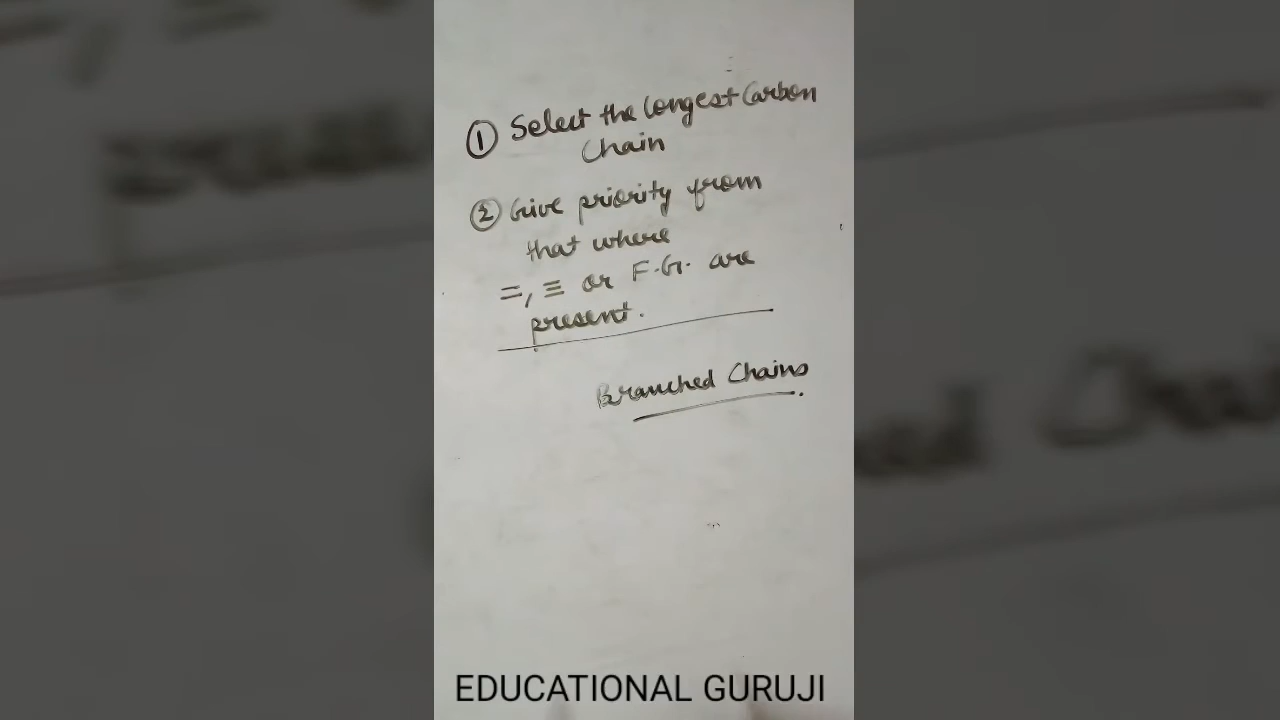 ① Select the longest Carbon
Chain
② Give priority from
that where
=, ≡ or F.G. are
present.
Branched Chains
EDUCATIONAL GURUJI